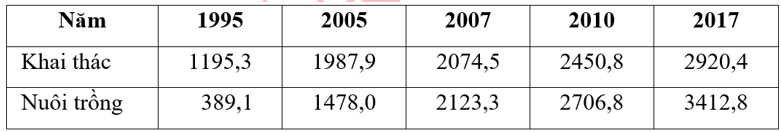 Năm 1995 2005 2007 2010 2017
Khai thác 1195,3 1987,9 2074,5 2450,8 2920,4
Nuôi trồng 389,1 1478,0 2123,3 2706,8 3412,8